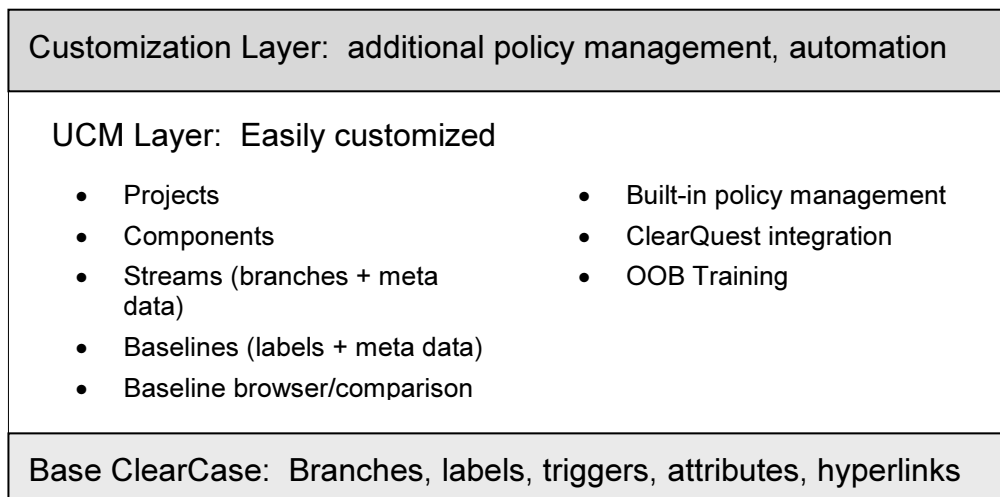 Customization Layer:  additional policy management, automation
UCM Layer:  Easily customized
• Projects
• Components
• Streams (branches + meta
data)
• Baselines (labels + meta data)
• Baseline browser/comparison
• Built-in policy management
• ClearQuest integration
• OOB Training
Base ClearCase:  Branches, labels, triggers, attributes, hyperlinks